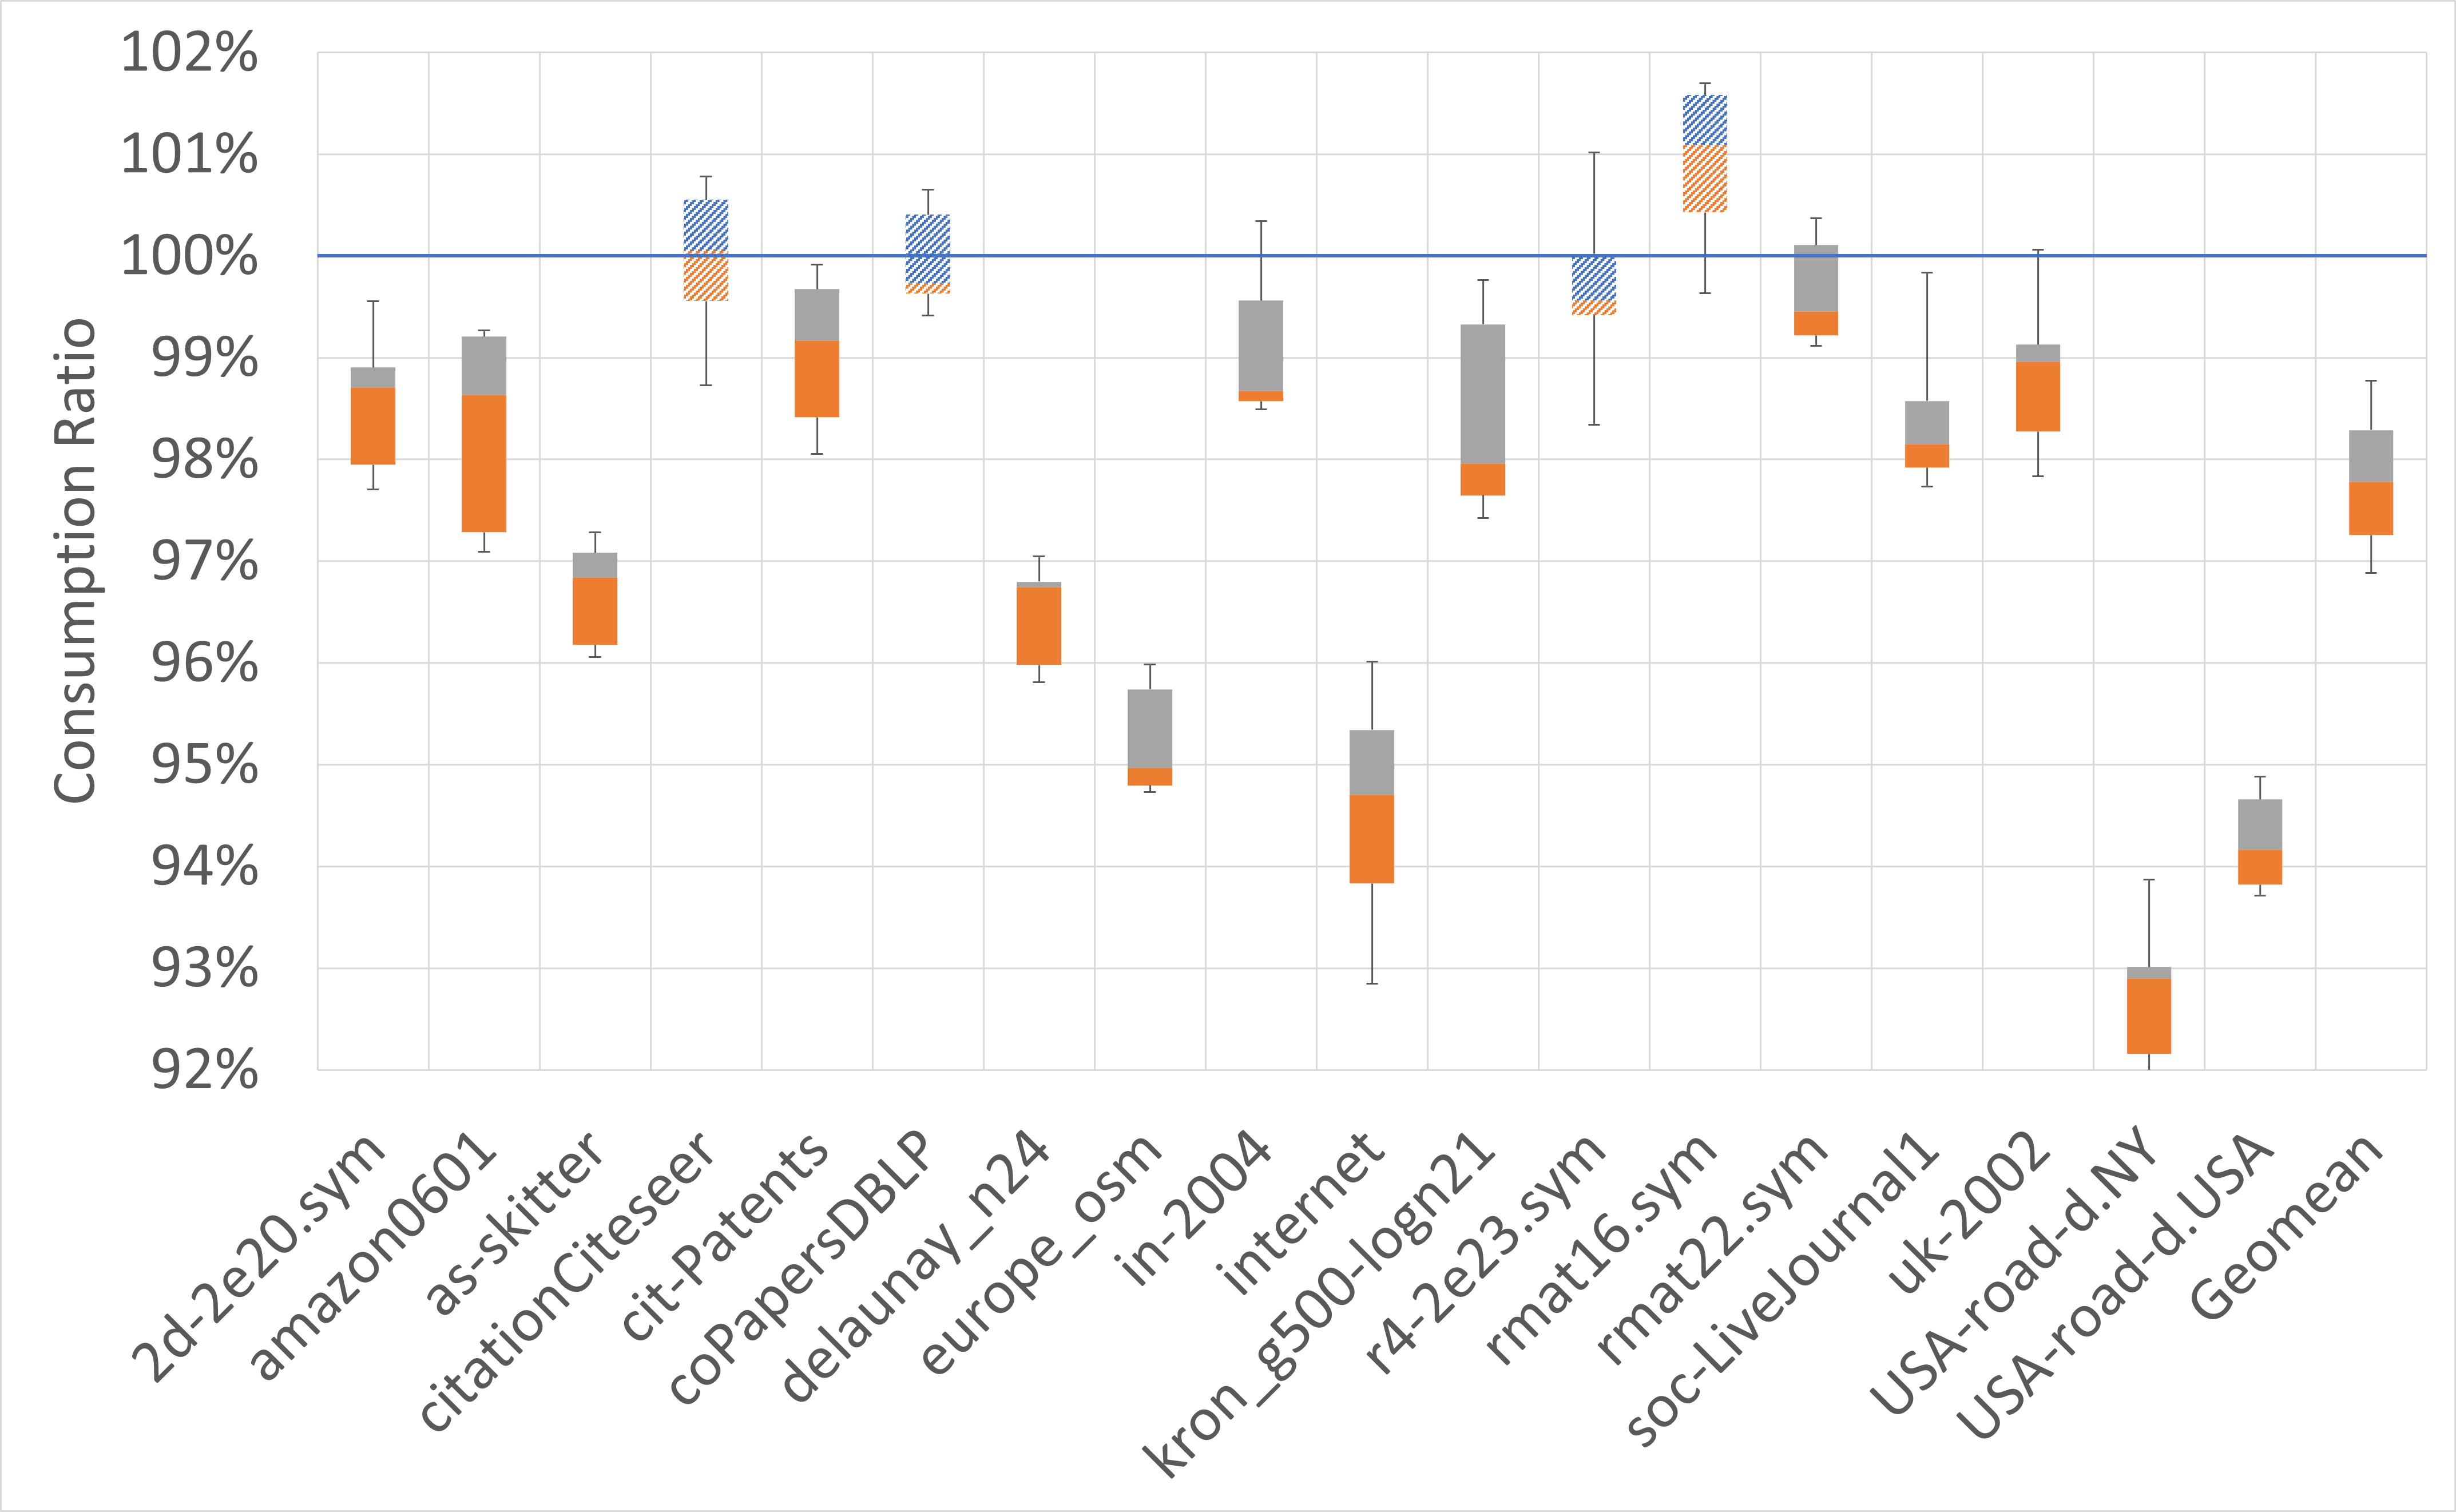 102%
101%
100%
99%
98%
97%
96%
95%
94%
93%
92%
Consumption Ratio
2d-2e20.sym
amazon0601
as-skitter
citationCiteseer
cit-Patents
coPapersDBLP
delaunay_n24
europe_osm
in-2004
internet
kron_g500-logn21
r4-2e23.sym
rmat16.sym
rmat22.sym
soc-LiveJournal1
uk-2002
USA-road-d.NY
USA-road-d.USA
Geomean